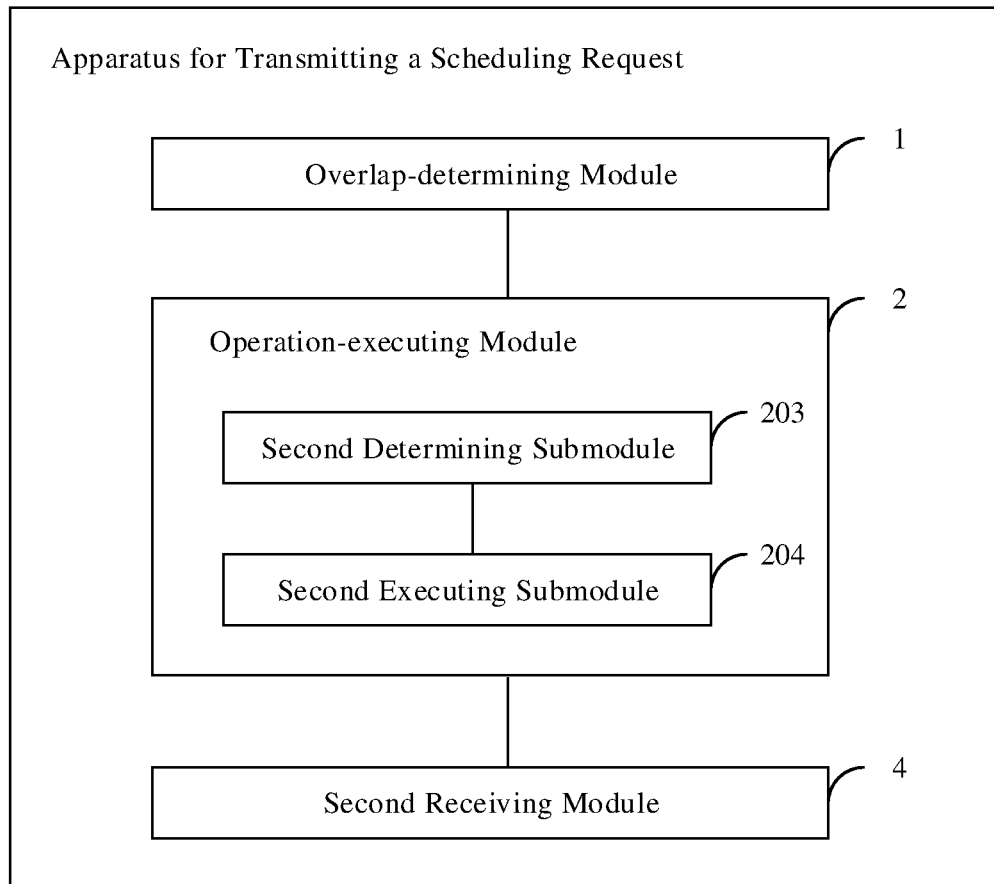 Apparatus for Transmitting a Scheduling Request
1
Overlap-determining Module
2
Operation-executing Module
203
Second Determining Submodule
204
Second Executing Submodule
4
Second Receiving Module